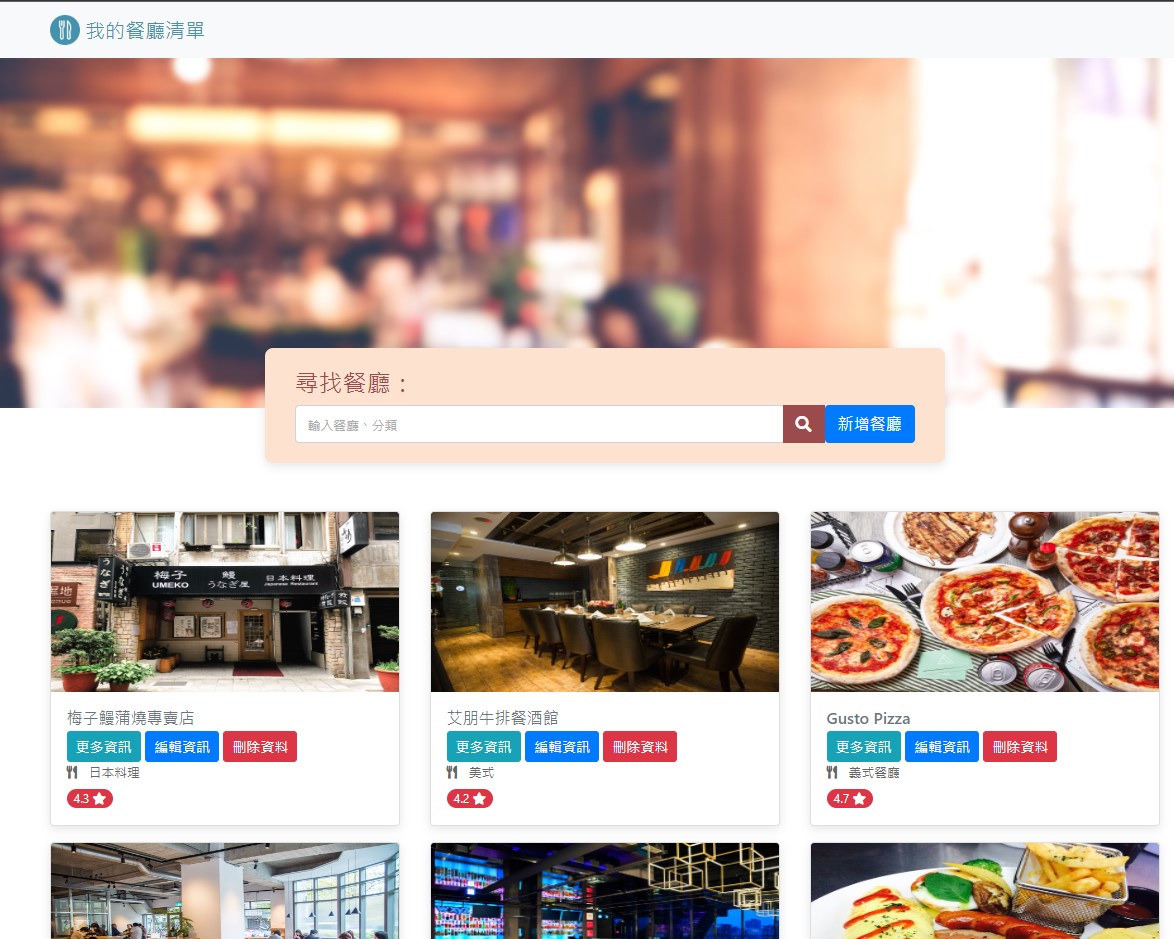 我的餐廳清單
尋找餐廳：
輸入餐廳、分類
新增餐廳
梅子 鰻 日本料理
UMEKO うなぎ屋 Japanese Restaurant
梅子鰻蒲燒專賣店
更多資訊 編輯資訊 刪除資料
日本料理
4.3
艾朋牛排餐酒館
更多資訊 編輯資訊 刪除資料
美式
4.2
Gusto Pizza
更多資訊 編輯資訊 刪除資料
義式餐廳
4.7